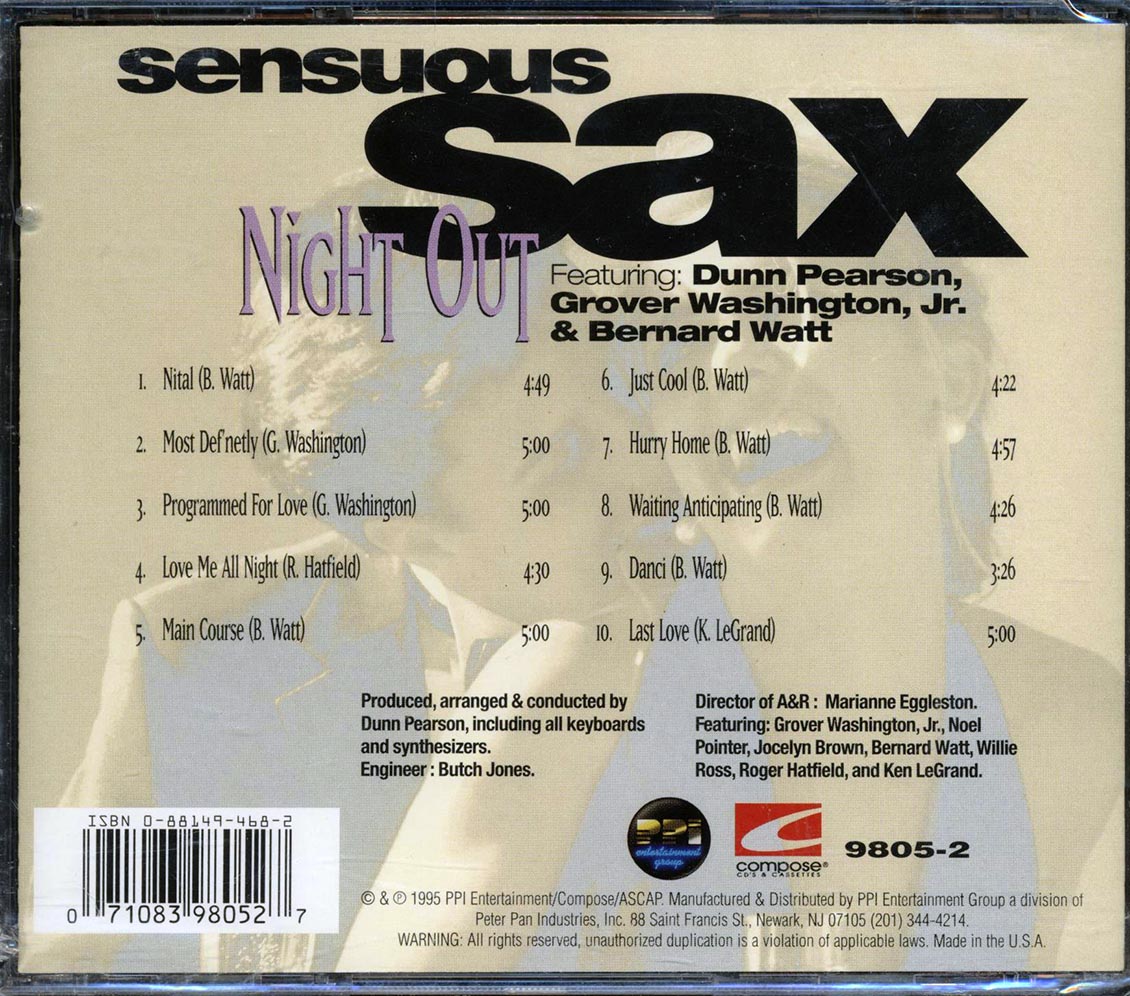 sensuous
sax
Night Out
Featuring: Dunn Pearson,
Grover Washington, Jr.
& Bernard Watt
1. Nital (B. Watt) 4:49
2. Most Def'netly (G. Washington) 5:00
3. Programmed For Love (G. Washington) 5:00
4. Love Me All Night (R. Hatfield) 4:30
5. Main Course (B. Watt) 5:00
6. Just Cool (B. Watt) 4:22
7. Hurry Home (B. Watt) 4:57
8. Waiting Anticipating (B. Watt) 4:26
9. Danci (B. Watt) 3:26
10. Last Love (K. LeGrand) 5:00
Produced, arranged & conducted by
Dunn Pearson, including all keyboards
and synthesizers.
Engineer : Butch Jones.
Director of A&R : Marianne Eggleston.
Featuring: Grover Washington, Jr., Noel
Pointer, Jocelyn Brown, Bernard Watt, Willie
Ross, Roger Hatfield, and Ken LeGrand.
ISBN 0-88149-468-2
0 71083 98052 7
PPI
entertainment
group
compose®
CD'S & CASSETTES
9805-2
© & ℗ 1995 PPI Entertainment/Compose/ASCAP. Manufactured & Distributed by PPI Entertainment Group a division of
Peter Pan Industries, Inc. 88 Saint Francis St., Newark, NJ 07105 (201) 344-4214.
WARNING: All rights reserved, unauthorized duplication is a violation of applicable laws. Made in the U.S.A.